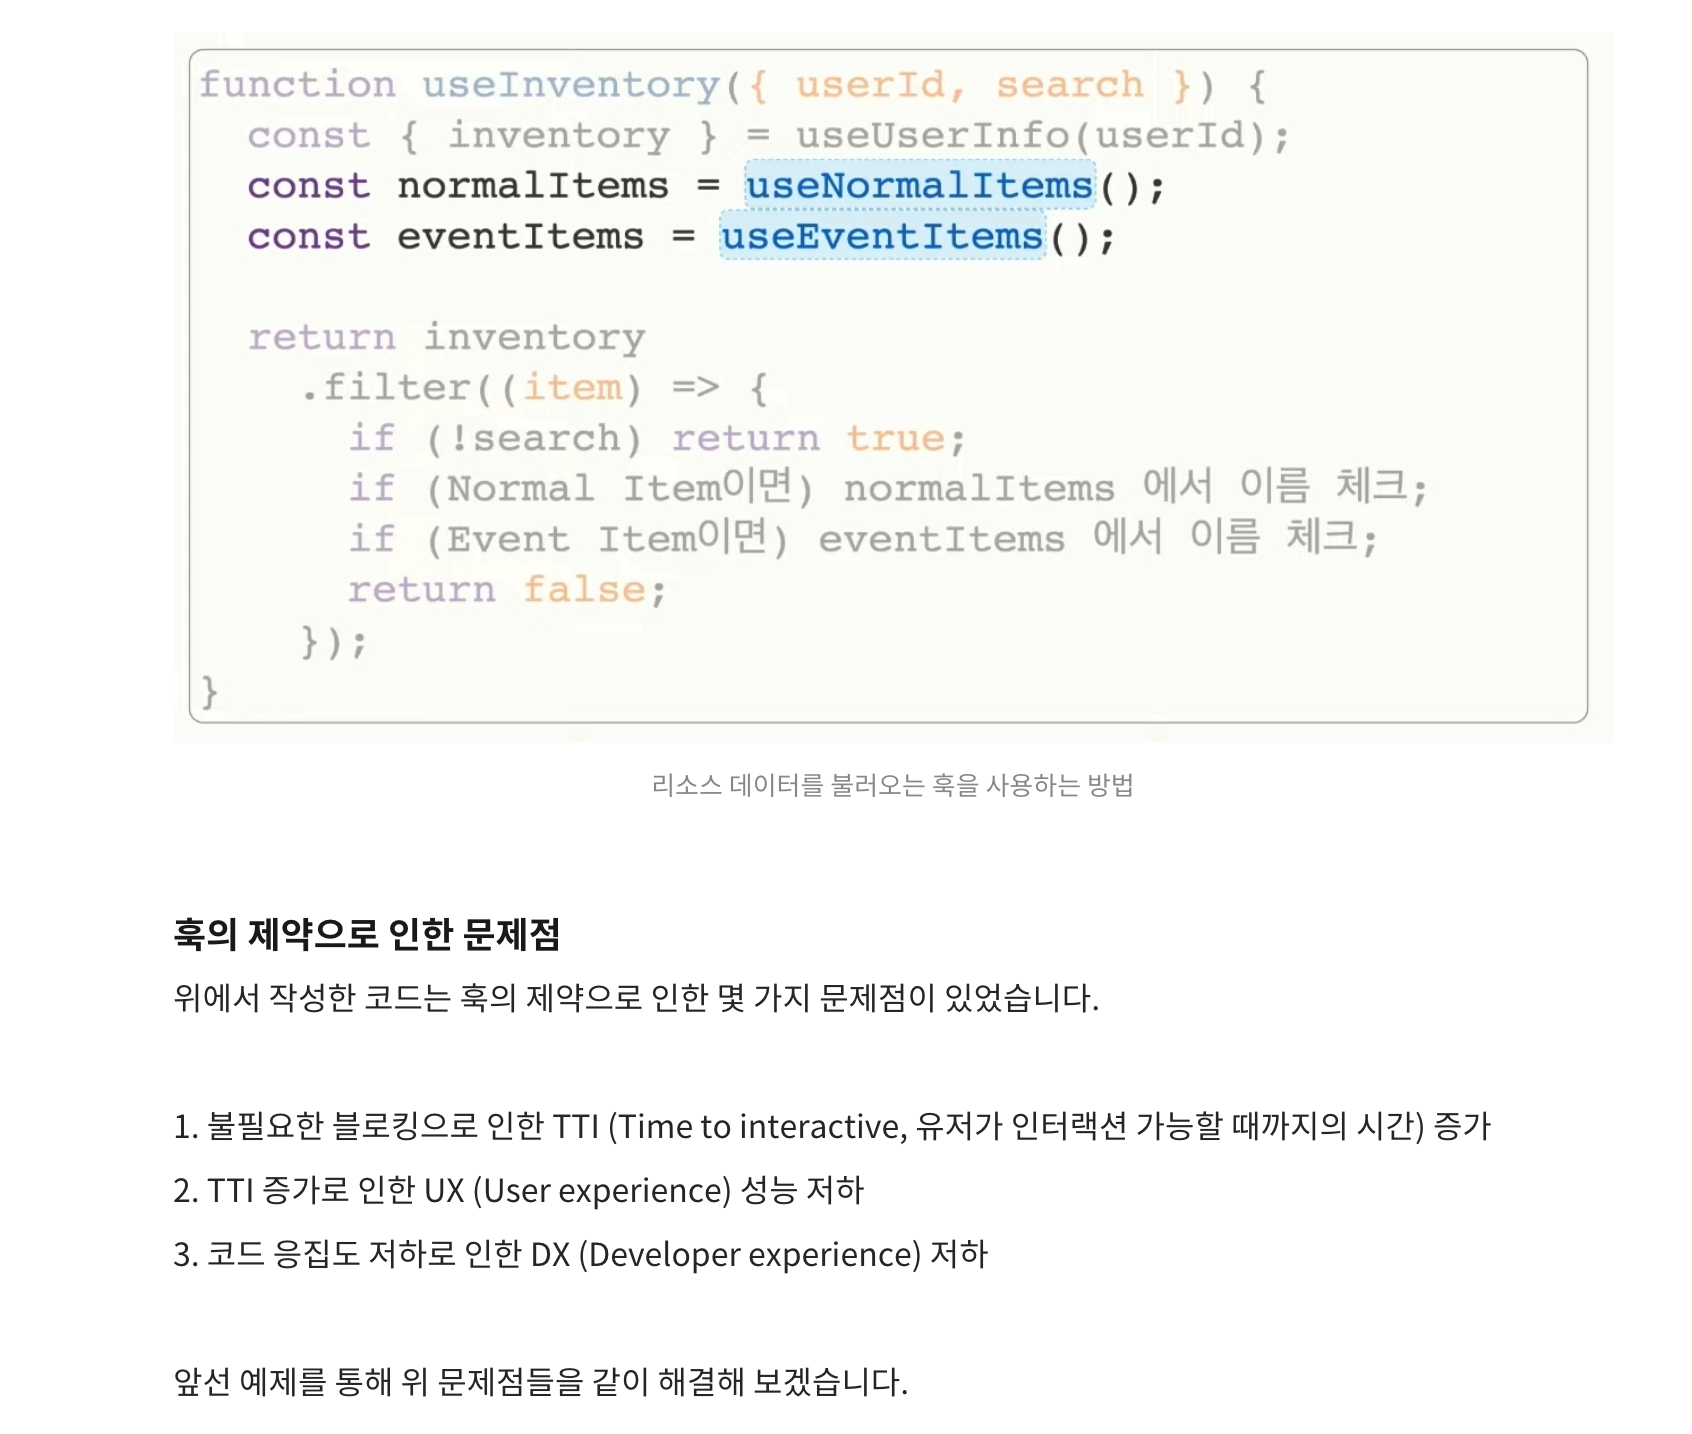 function useInventory({ userId, search }) {
  const { inventory } = useUserInfo(userId);
  const normalItems = useNormalItems();
  const eventItems = useEventItems();
  return inventory
    .filter((item) => {
      if (!search) return true;
      if (Normal Item이면) normalItems 에서 이름 체크;
      if (Event Item이면) eventItems 에서 이름 체크;
      return false;
    });
}
리소스 데이터를 불러오는 훅을 사용하는 방법
훅의 제약으로 인한 문제점
위에서 작성한 코드는 훅의 제약으로 인한 몇 가지 문제점이 있었습니다.
1. 불필요한 블로킹으로 인한 TTI (Time to interactive, 유저가 인터랙션 가능할 때까지의 시간) 증가
2. TTI 증가로 인한 UX (User experience) 성능 저하
3. 코드 응집도 저하로 인한 DX (Developer experience) 저하
앞선 예제를 통해 위 문제점들을 같이 해결해 보겠습니다.